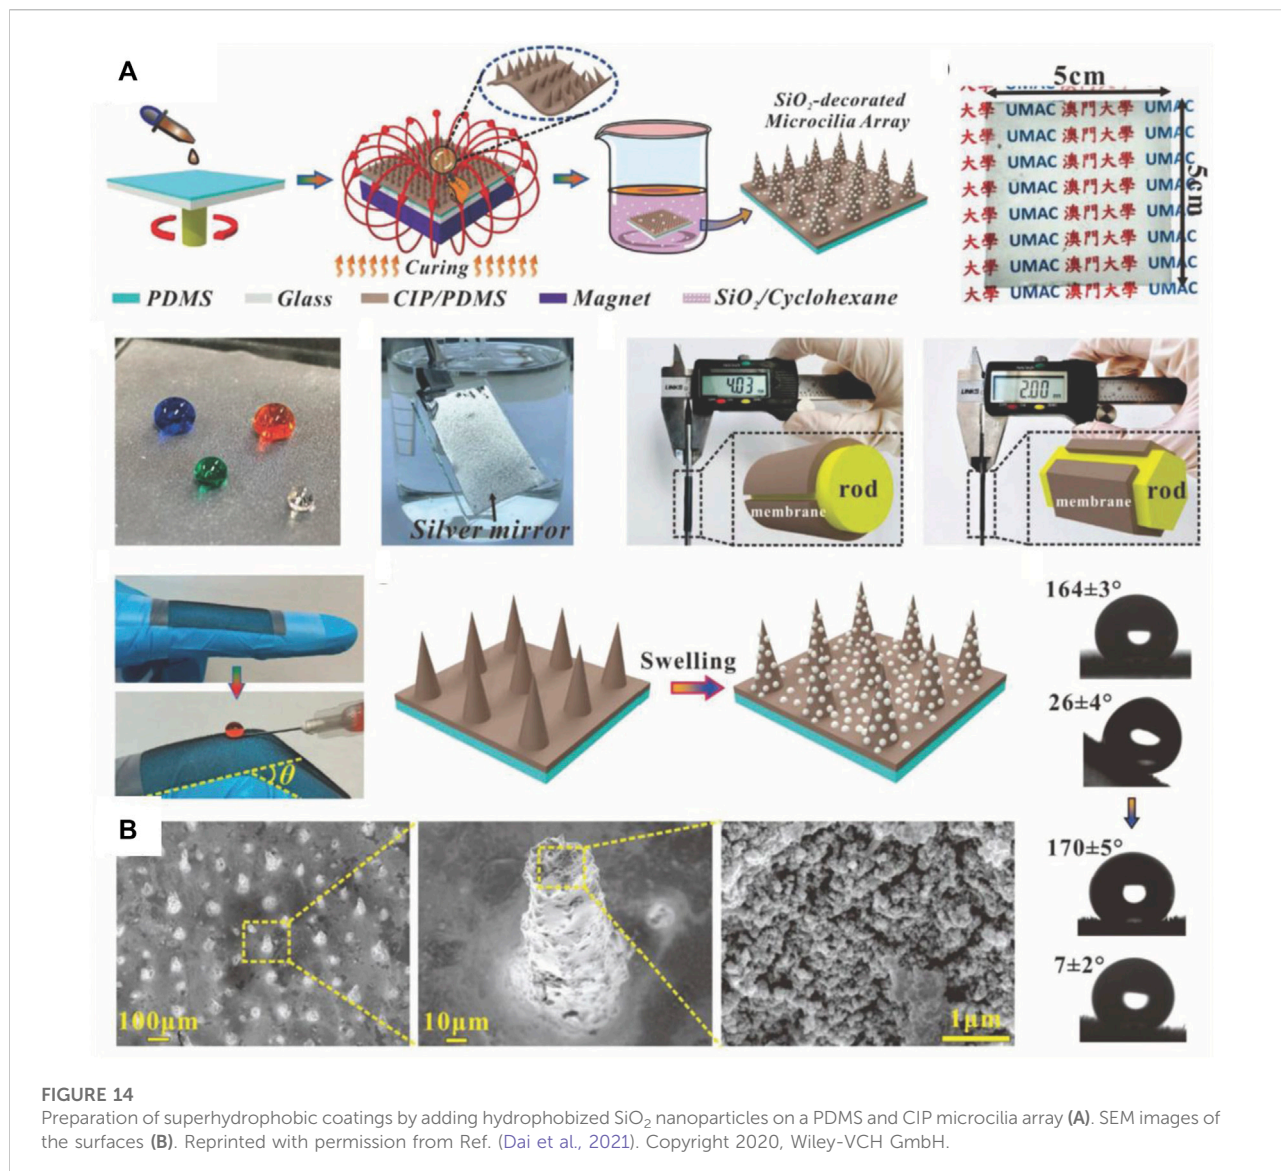 A
SiO₂-decorated
Microcilia Array
Curing
PDMS
Glass
CIP/PDMS
Magnet
SiO₂/Cyclohexane
5cm
5cm
大學 UMAC 澳門大學 UMAC
大學 UMAC 澳門大學 UMAC
大學 UMAC 澳門大學 UMAC
大學 UMAC 澳門大學 UMAC
大學 UMAC 澳門大學 UMAC
大學 UMAC 澳門大學 UMAC
大學 UMAC 澳門大學 UMAC
大學 UMAC 澳門大學 UMAC
Silver mirror
4.03
rod
membrane
2.00
rod
membrane
θ
Swelling
164±3°
26±4°
170±5°
7±2°
B
100μm
10μm
1μm
FIGURE 14
Preparation of superhydrophobic coatings by adding hydrophobized SiO₂ nanoparticles on a PDMS and CIP microcilia array (A). SEM images of
the surfaces (B). Reprinted with permission from Ref. (Dai et al., 2021). Copyright 2020, Wiley-VCH GmbH.